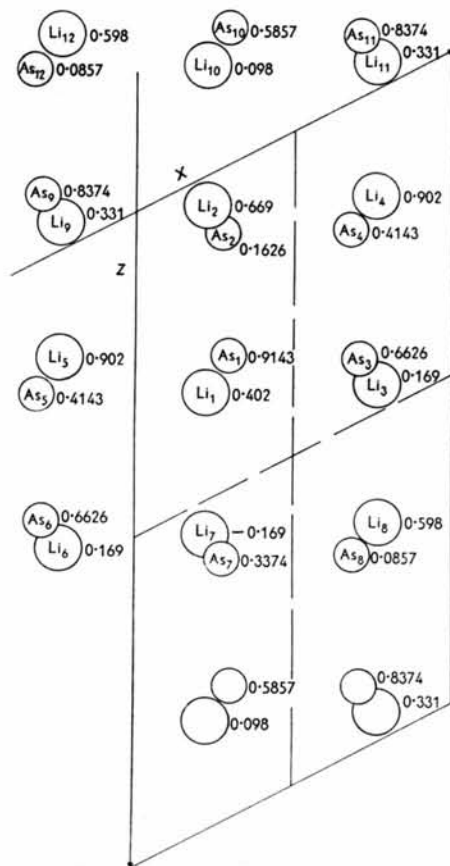 Li12 0·598
As12 0·0857
As10 0·5857
Li10 0·098
As11 0·8374
Li11 0·331
X
As9 0·8374
Li9 0·331
Z
Li2 0·669
As2 0·1626
Li4 0·902
As4 0·4143
Li5 0·902
As5 0·4143
As1 0·9143
Li1 0·402
As3 0·6626
Li3 0·169
As6 0·6626
Li6 0·169
Li7 –0·169
As7 0·3374
Li8 0·598
As8 0·0857
0·5857
0·098
0·8374
0·331